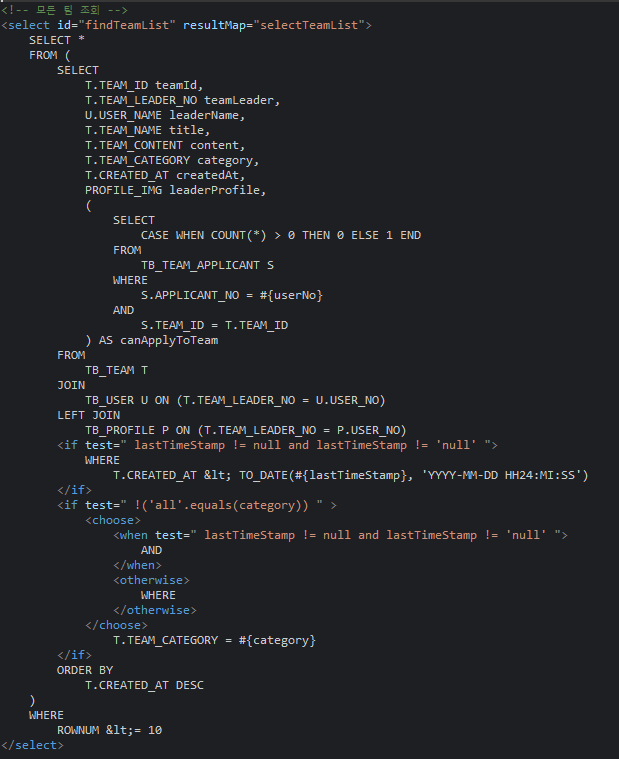 <!-- 모든 팀 조회 -->
<select id="findTeamList" resultMap="selectTeamList">
    SELECT *
    FROM (
        SELECT
            T.TEAM_ID teamId,
            T.TEAM_LEADER_NO teamLeader,
            U.USER_NAME leaderName,
            T.TEAM_NAME title,
            T.TEAM_CONTENT content,
            T.TEAM_CATEGORY category,
            T.CREATED_AT createdAt,
            PROFILE_IMG leaderProfile,
            (
                SELECT
                    CASE WHEN COUNT(*) > 0 THEN 0 ELSE 1 END
                FROM
                    TB_TEAM_APPLICANT S
                WHERE
                    S.APPLICANT_NO = #{userNo}
                AND
                    S.TEAM_ID = T.TEAM_ID
            ) AS canApplyToTeam
        FROM
            TB_TEAM T
        JOIN
            TB_USER U ON (T.TEAM_LEADER_NO = U.USER_NO)
        LEFT JOIN
            TB_PROFILE P ON (T.TEAM_LEADER_NO = P.USER_NO)
        <if test=" lastTimeStamp != null and lastTimeStamp != 'null' ">
            WHERE
                T.CREATED_AT &lt; TO_DATE(#{lastTimeStamp}, 'YYYY-MM-DD HH24:MI:SS')
        </if>
        <if test=" !('all'.equals(category)) " >
            <choose>
                <when test=" lastTimeStamp != null and lastTimeStamp != 'null' ">
                    AND
                </when>
                <otherwise>
                    WHERE
                </otherwise>
            </choose>
                T.TEAM_CATEGORY = #{category}
        </if>
        ORDER BY
            T.CREATED_AT DESC
    )
    WHERE
        ROWNUM &lt;= 10
</select>